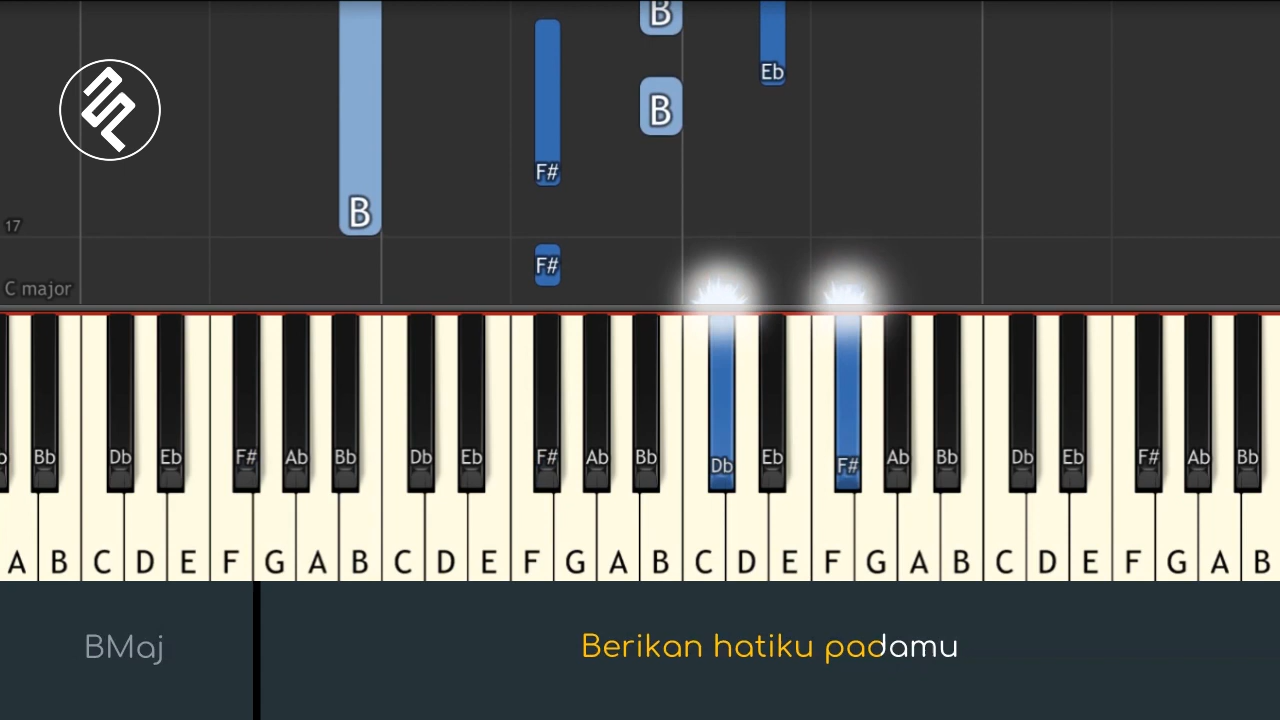 B
Eb
B
F#
B
17
F#
C major
Bb Db Eb F# Ab Bb Db Eb F# Ab Bb Db Eb F# Ab Bb Db Eb F# Ab Bb
A B C D E F G A B C D E F G A B C D E F G A B C D E F G A B
BMaj
Berikan hatiku padamu